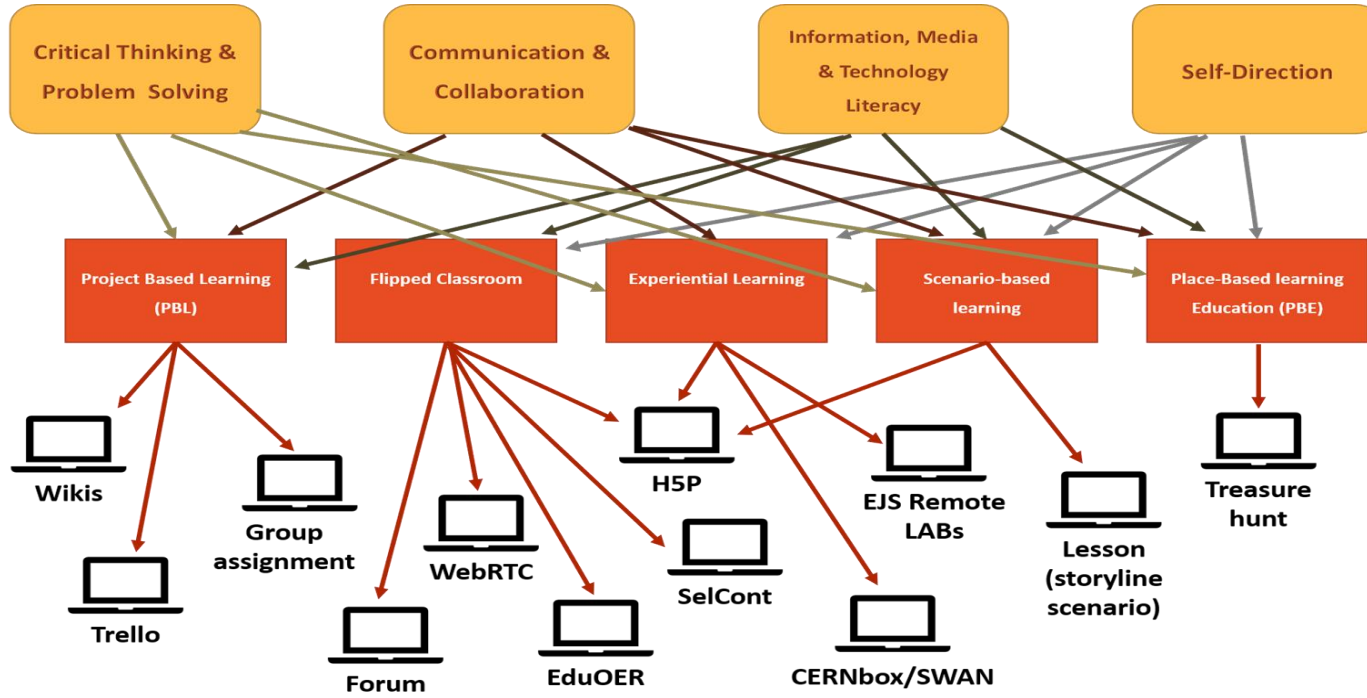 Critical Thinking &
Problem Solving
Communication &
Collaboration
Information, Media
& Technology
Literacy
Self-Direction
Project Based Learning
(PBL)
Flipped Classroom
Experiential Learning
Scenario-based
learning
Place-Based learning
Education (PBE)
Wikis
Trello
Group
assignment
Forum
WebRTC
EduOER
SelCont
H5P
CERNbox/SWAN
EJS Remote
LABs
Lesson
(storyline
scenario)
Treasure
hunt